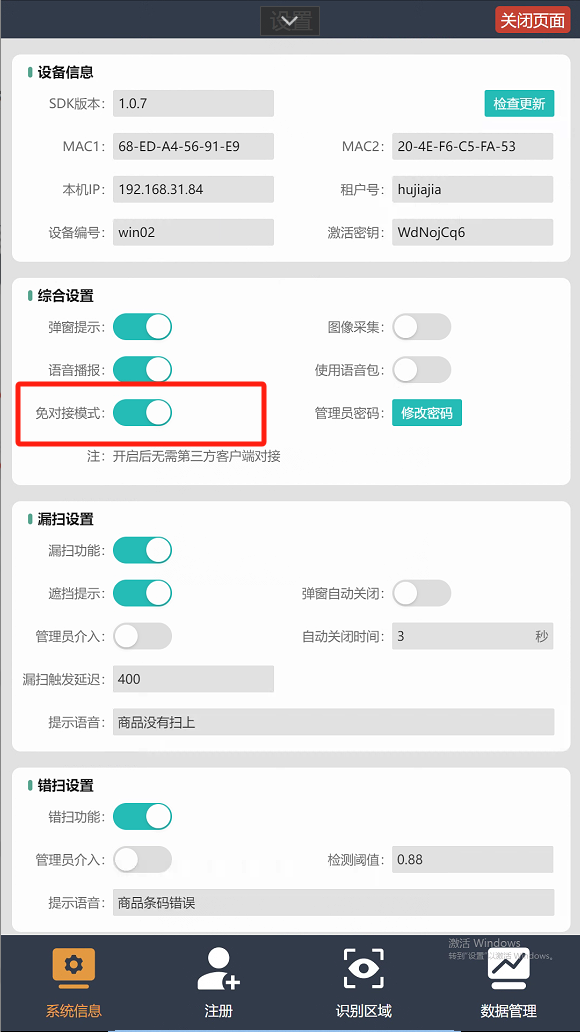 设置
关闭页面
设备信息
SDK版本: 1.0.7 检查更新
MAC1: 68-ED-A4-56-91-E9 MAC2: 20-4E-F6-C5-FA-53
本机IP: 192.168.31.84 租户号: hujiajia
设备编号: win02 激活密钥: WdNojCq6
综合设置
弹窗提示: 图像采集:
语音播报: 使用语音包:
免对接模式: 管理员密码: 修改密码
注: 开启后无需第三方客户端对接
漏扫设置
漏扫功能:
遮挡提示: 弹窗自动关闭:
管理员介入: 自动关闭时间: 3 秒
漏扫触发延迟: 400
提示语音: 商品没有扫上
错扫设置
错扫功能:
管理员介入: 检测阈值: 0.88
提示语音: 商品条码错误
激活 Windows
转到"设置"以激活 Windows。
系统信息 注册 识别区域 数据管理